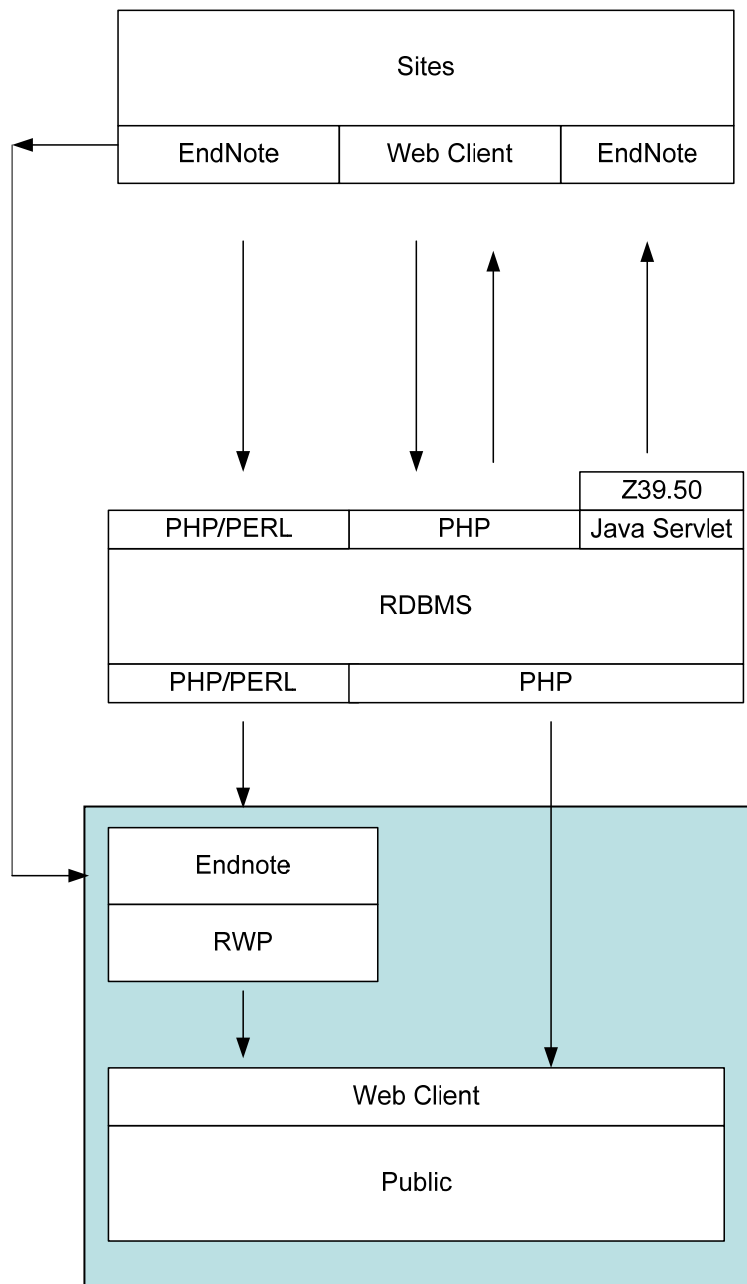 Sites
EndNote
Web Client
EndNote
Z39.50
PHP/PERL
PHP
Java Servlet
RDBMS
PHP/PERL
PHP
Endnote
RWP
Web Client
Public